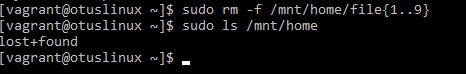 [vagrant@otuslinux ~]$ sudo rm -f /mnt/home/file{1..9}
[vagrant@otuslinux ~]$ sudo ls /mnt/home
lost+found
[vagrant@otuslinux ~]$